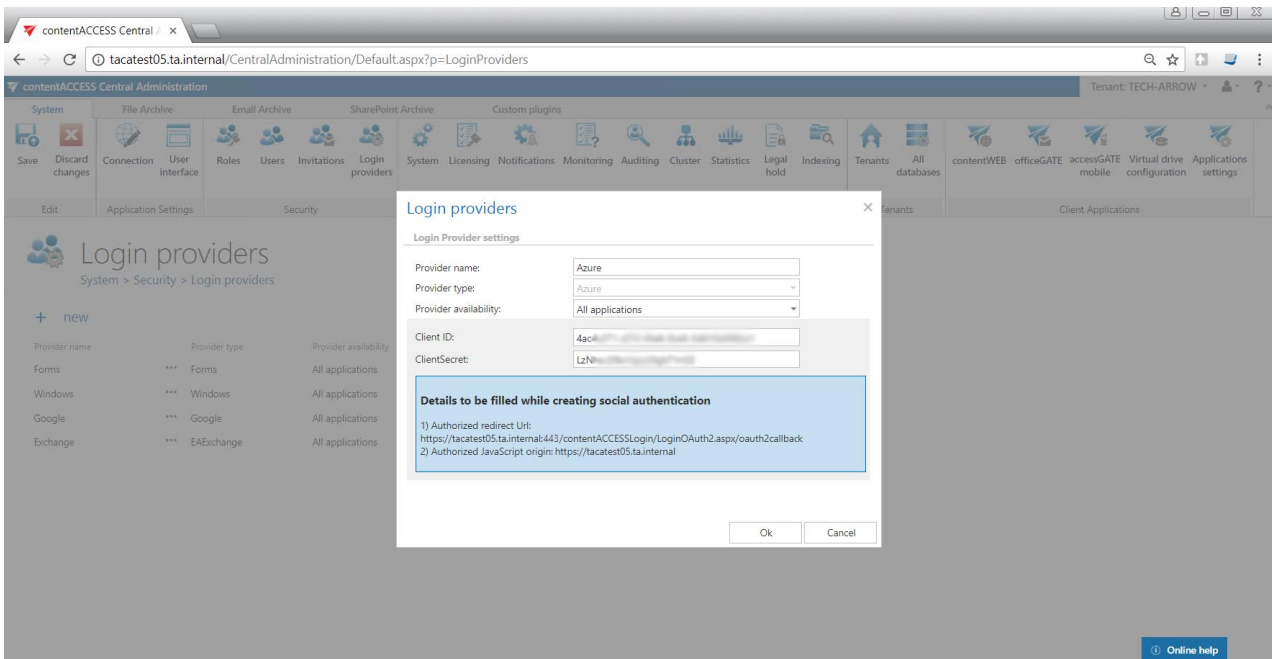 contentACCESS Central A
tacatest05.ta.internal/CentralAdministration/Default.aspx?p=LoginProviders
contentACCESS Central Administration
Tenant: TECH-ARROW
?
System File Archive Email Archive SharePoint Archive Custom plugins
Save Discard changes Connection User interface Roles Users Invitations Login providers System Licensing Notifications Monitoring Auditing Cluster Statistics Legal hold Indexing Tenants All databases contentWEB officeGATE accessGATE mobile Virtual drive configuration Applications settings
Edit Application Settings Security Tenants Client Applications
Login providers
System > Security > Login providers
+ new
Provider name Provider type Provider availability
Forms *** Forms All applications
Windows *** Windows All applications
Google *** Google All applications
Exchange *** EAExchange All applications
Login providers
Login Provider settings
Provider name: Azure
Provider type: Azure
Provider availability: All applications
Client ID: 4ac
ClientSecret: LzN
Details to be filled while creating social authentication
1) Authorized redirect Url:
https://tacatest05.ta.internal:443/contentACCESSLogin/LoginOAuth2.aspx/oauth2callback
2) Authorized JavaScript origin: https://tacatest05.ta.internal
Ok Cancel
Online help